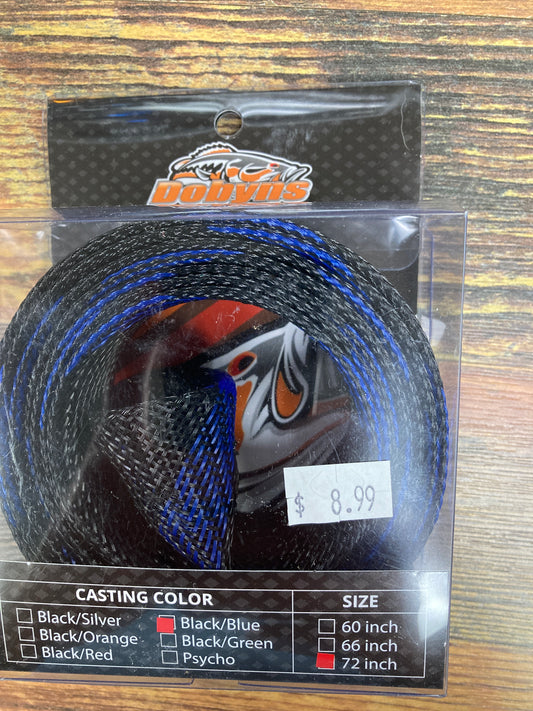 Dobyns
$ 8.99
CASTING COLOR
Black/Silver
Black/Blue
Black/Orange
Black/Green
Black/Red
Psycho
SIZE
60 inch
66 inch
72 inch